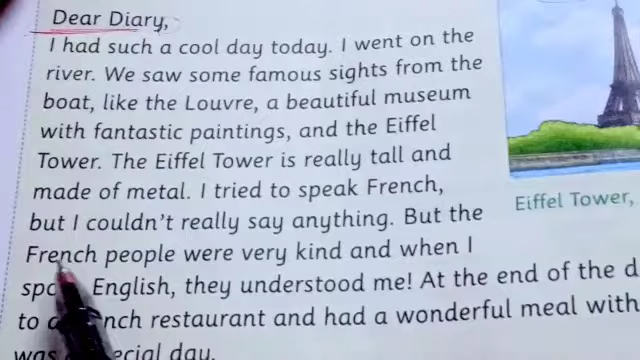 Dear Diary,
I had such a cool day today. I went on the
river. We saw some famous sights from the
boat, like the Louvre, a beautiful museum
with fantastic paintings, and the Eiffel
Tower. The Eiffel Tower is really tall and
made of metal. I tried to speak French,
but I couldn't really say anything. But the
French people were very kind and when I
English, they understood me! At the end of the
to restaurant and had a wonderful meal with
was day.
Eiffel Tower,